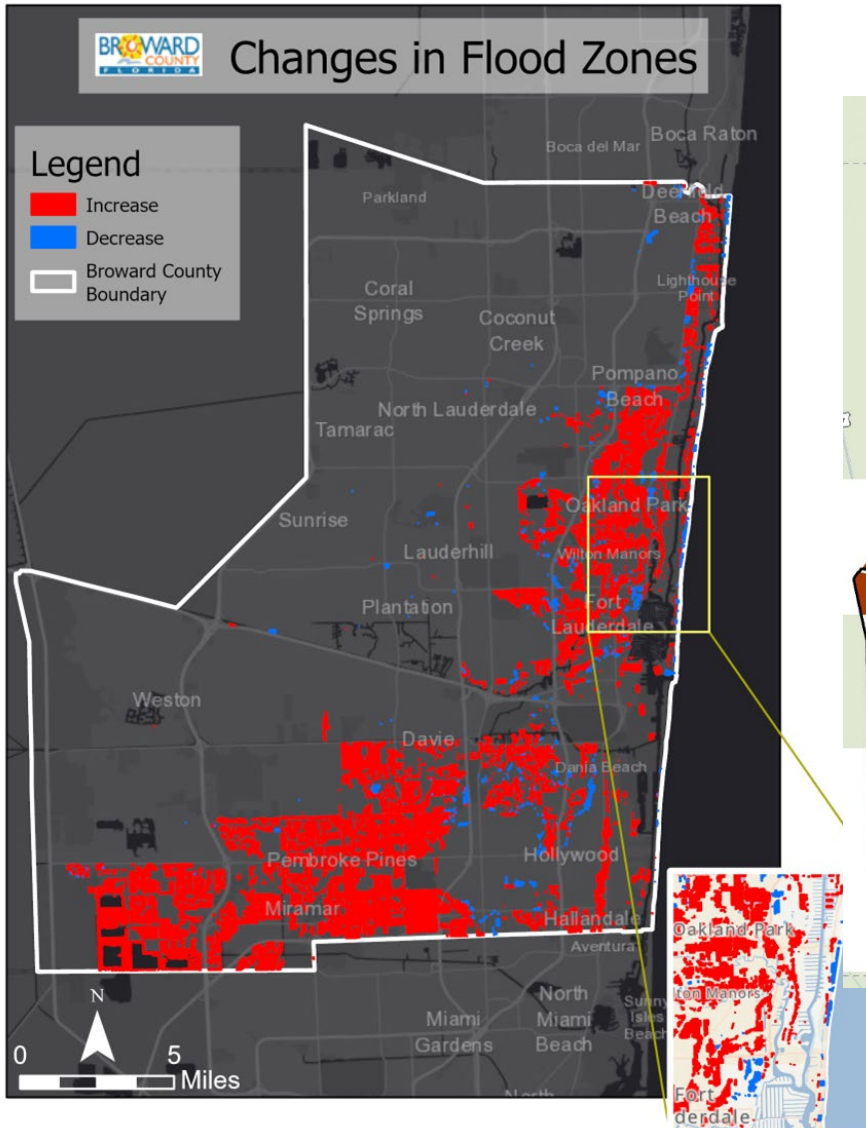 BROWARD
COUNTY
FLORIDA
Changes in Flood Zones
Legend
Increase
Decrease
Broward County
Boundary
Boca del Mar
Boca Raton
Parkland
Deerfield
Beach
Lighthouse
Point
Coral
Springs
Coconut
Creek
Pompano
Beach
North Lauderdale
Tamarac
Oakland Park
Sunrise
Lauderhill
Wilton Manors
Plantation
Fort
Lauderdale
Weston
Davie
Dania Beach
Pembroke Pines
Hollywood
Miramar
Hallandale
Aventura
N
0 5
Miles
Miami
Gardens
North
Miami
Beach
Sunny
Isles
Beach
North
Oakland Park
ton Manors
Fort
derdale